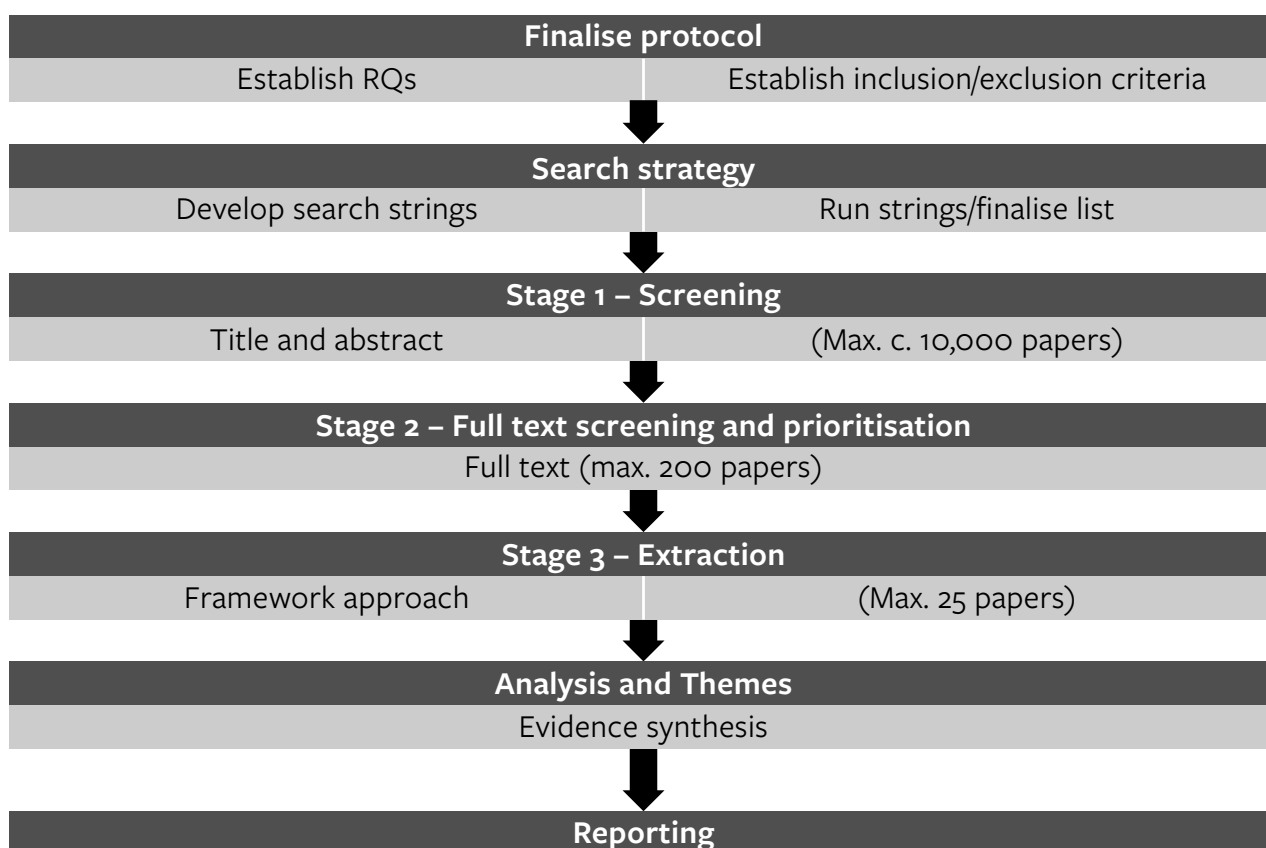 Finalise protocol
Establish RQs
Establish inclusion/exclusion criteria
Search strategy
Develop search strings
Run strings/finalise list
Stage 1 – Screening
Title and abstract
(Max. c. 10,000 papers)
Stage 2 – Full text screening and prioritisation
Full text (max. 200 papers)
Stage 3 – Extraction
Framework approach
(Max. 25 papers)
Analysis and Themes
Evidence synthesis
Reporting